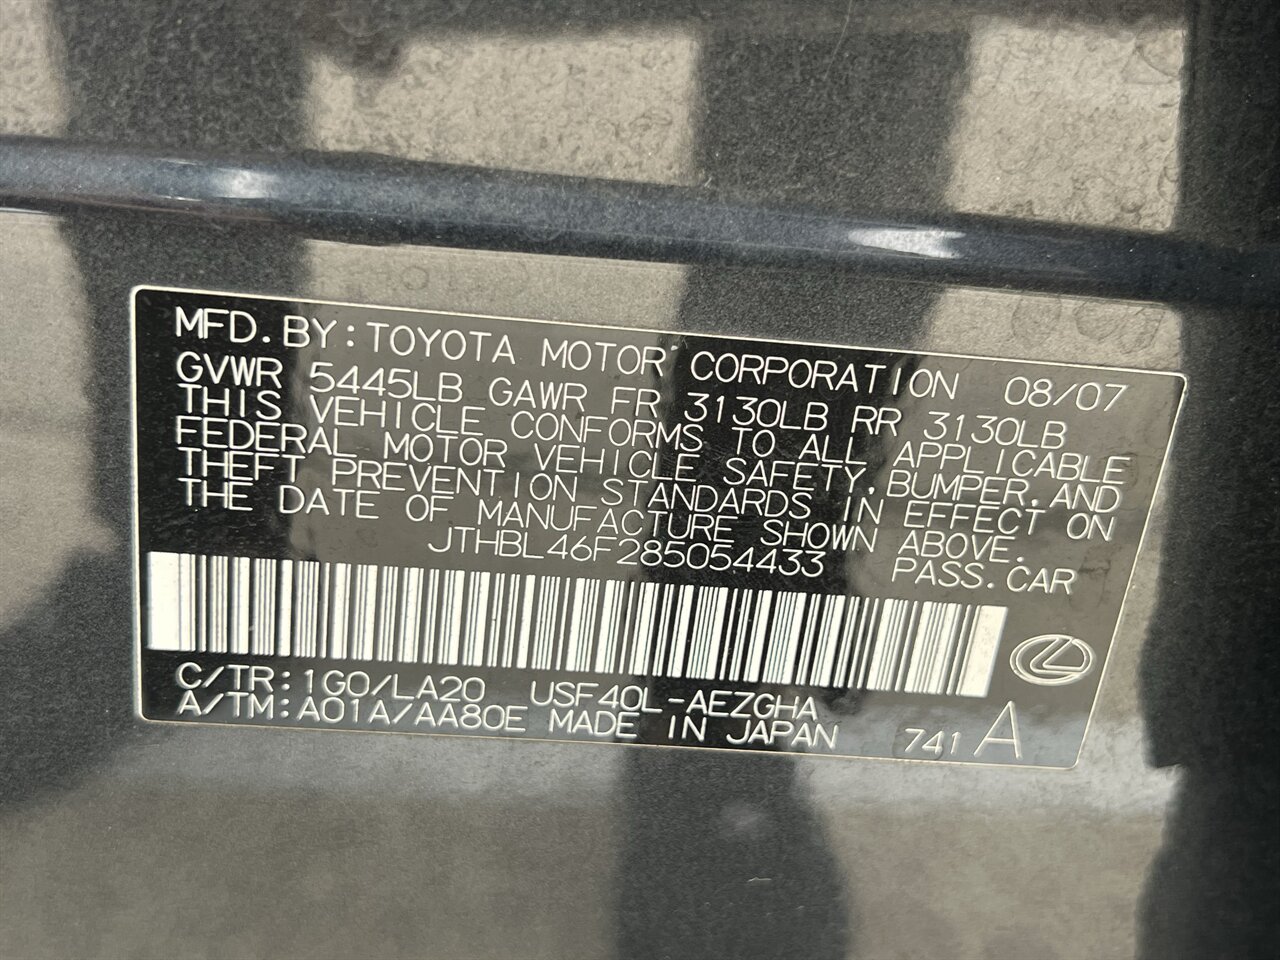 MFD. BY: TOYOTA MOTOR CORPORATION 08/07
GVWR 5445LB GAWR FR 3130LB RR 3130LB
THIS VEHICLE CONFORMS TO ALL APPLICABLE
FEDERAL MOTOR VEHICLE SAFETY, BUMPER, AND
THEFT PREVENTION STANDARDS IN EFFECT ON
THE DATE OF MANUFACTURE SHOWN ABOVE.
JTHBL46F285054433 PASS. CAR
C/TR: 1G0/LA20 USF40L-AEZGHA
A/TM: A01A/AA80E MADE IN JAPAN 741 A